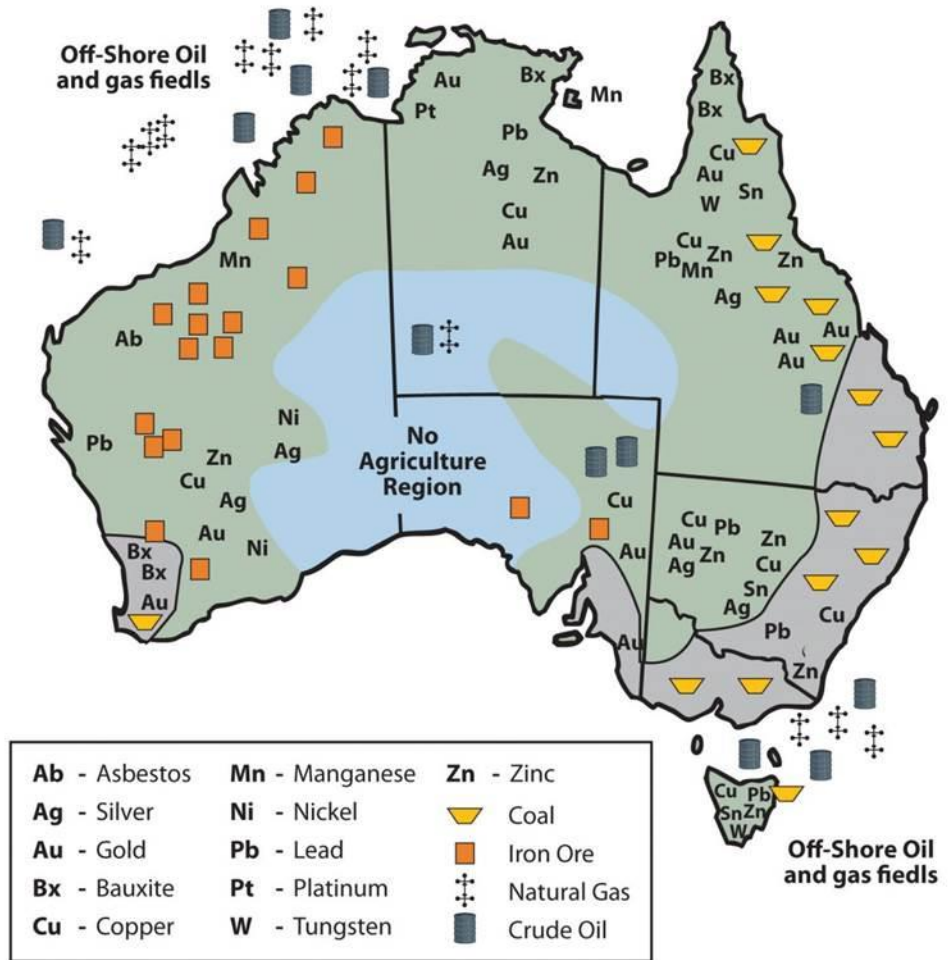 Off-Shore Oil
and gas fiedls
Au
Bx
Mn
Pt
Pb
Ag
Zn
Cu
Au
Bx
Bx
Cu
Au
Sn
W
Cu
Zn
Pb
Mn
Zn
Ag
Au
Au
Au
Mn
Ab
Ni
Pb
Ag
Zn
Cu
Ag
Au
Ni
Bx
Bx
Au
No
Agriculture
Region
Cu
Au
Au
Cu
Pb
Au
Zn
Ag
Zn
Cu
Sn
Ag
Cu
Pb
Zn
Cu
Pb
Sn
Zn
W
Off-Shore Oil
and gas fiedls
Ab - Asbestos
Ag - Silver
Au - Gold
Bx - Bauxite
Cu - Copper
Mn - Manganese
Ni - Nickel
Pb - Lead
Pt - Platinum
W - Tungsten
Zn - Zinc
Coal
Iron Ore
Natural Gas
Crude Oil